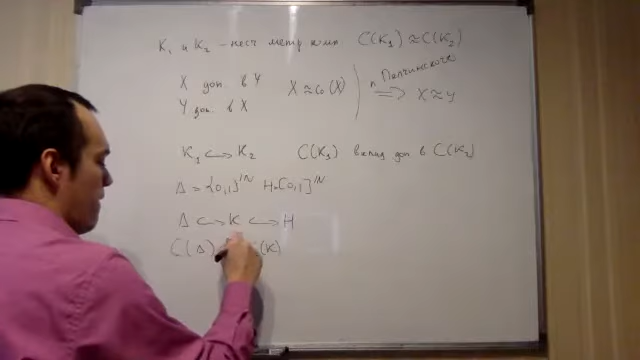 K₁ и K₂ – несч метр комп C(K₁) ≈ C(K₂)
X доп. в Y X ≈ c₀(X) п. Пелчинского ⟹ X ≈ Y
Y доп. в X
K₁ ↪ K₂ C(K₁) вклад доп в C(K₂)
Δ = {0,1}^ℕ H = [0,1]^ℕ
Δ ↪ K ↪ H
C(Δ) C(K)